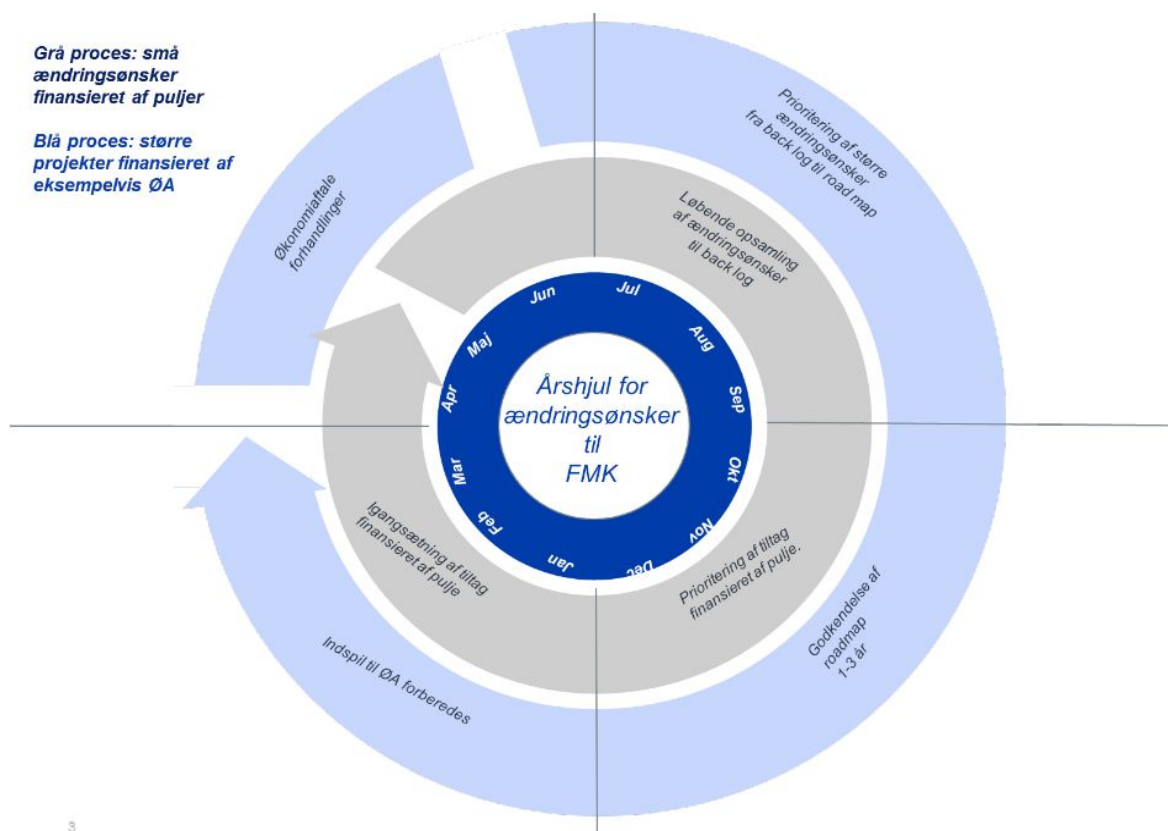 Grå proces: små
ændringsønsker
finansieret af puljer
Blå proces: større
projekter finansieret af
eksempelvis ØA
Økonomiaftale
forhandlinger
Prioritering af større
ændringsønsker
fra back log til road map
Løbende opsamling
af ændringsønsker
til back log
Jun
Jul
Maj
Aug
Apr
Sep
Årshjul for
ændringsønsker
til
FMK
Mar
Okt
Feb
Nov
Jan
Dec
Igangsætning af tiltag
finansieret af pulje
Prioritering af tiltag
finansieret af pulje.
Godkendelse af
roadmap
1-3 år
Indspil til ØA forberedes
3